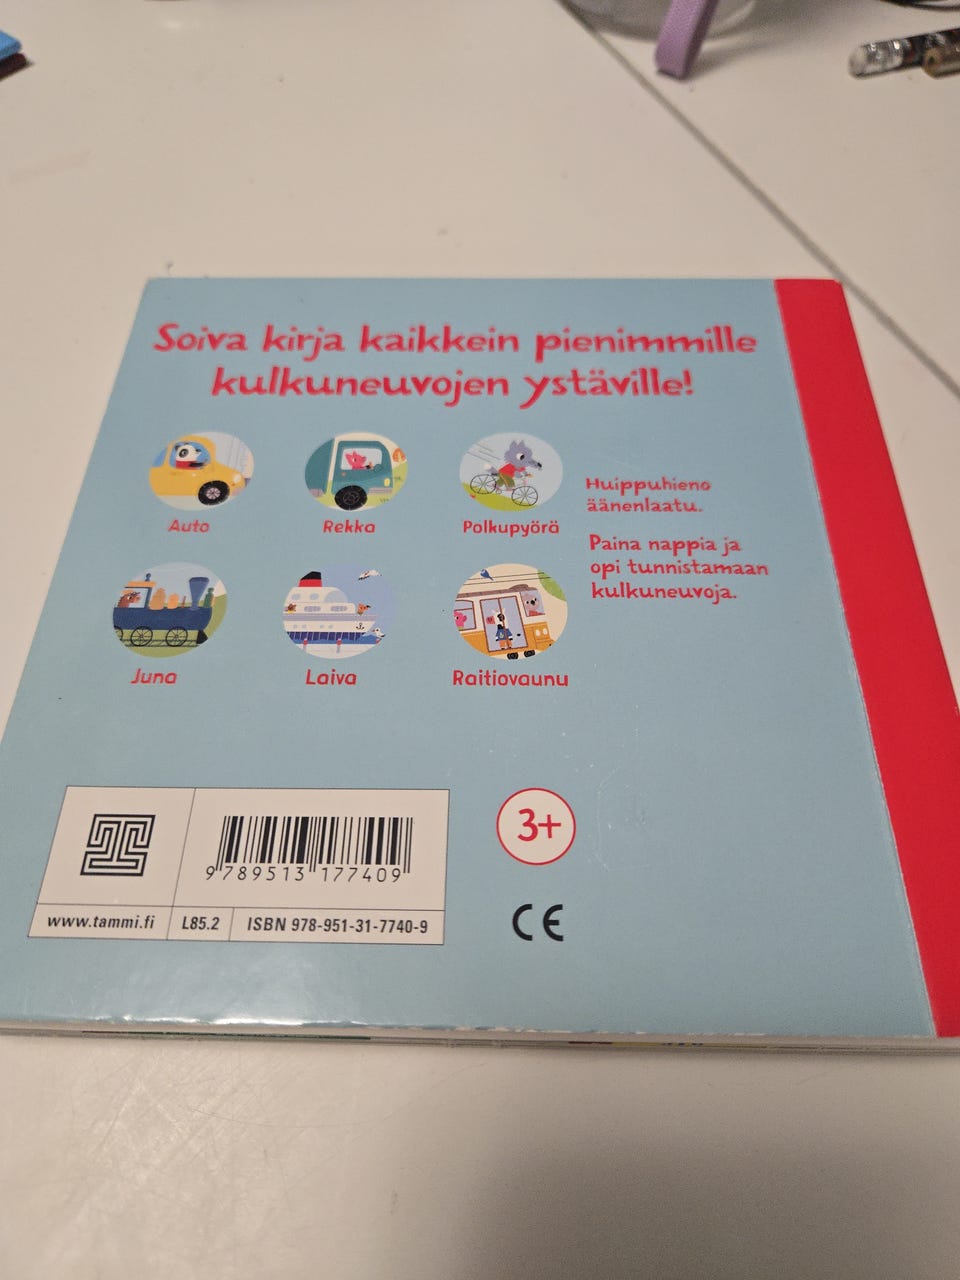 Soiva kirja kaikkein pienimmille
kulkuneuvojen ystäville!
Auto
Rekka
Polkupyörä
Huippuhieno
äänenlaatu.
Paina nappia ja
opi tunnistamaan
kulkuneuvoja.
Juna
Laiva
Raitiovaunu
9 789513 177409
www.tammi.fi
L85.2
ISBN 978-951-31-7740-9
3+
CE